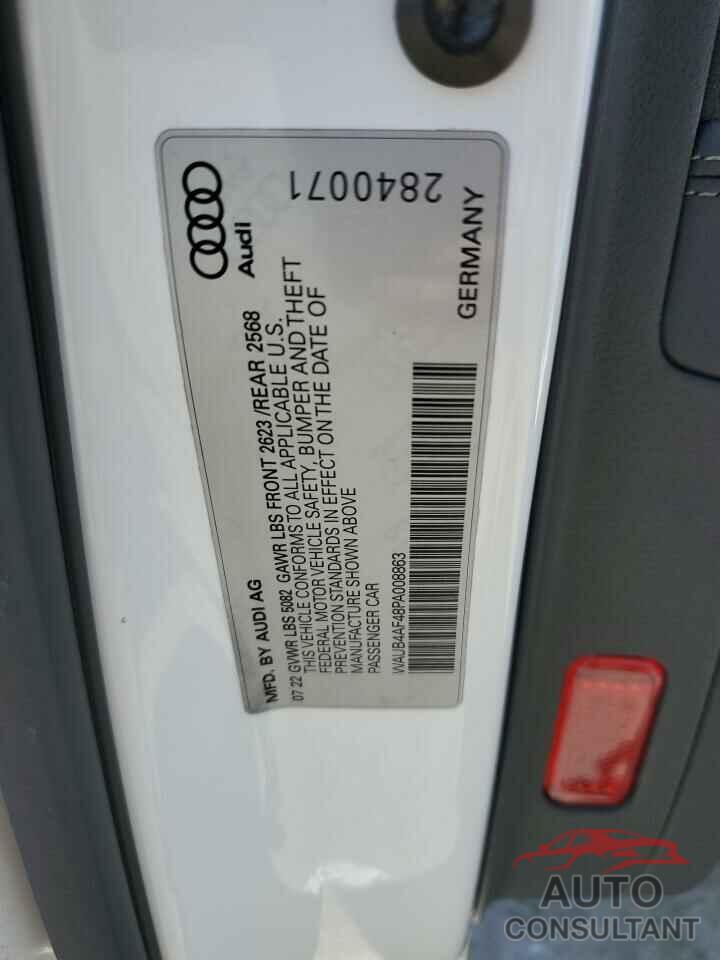 Audi
2840071
MFD. BY AUDI AG
07 22 GVWR LBS 5082 GAWR LBS FRONT 2623 /REAR 2568
THIS VEHICLE CONFORMS TO ALL APPLICABLE U.S.
FEDERAL MOTOR VEHICLE SAFETY, BUMPER AND THEFT
PREVENTION STANDARDS IN EFFECT ON THE DATE OF
MANUFACTURE SHOWN ABOVE
PASSENGER CAR
WAUB4AF48PA008863
GERMANY
AUTO
CONSULTANT